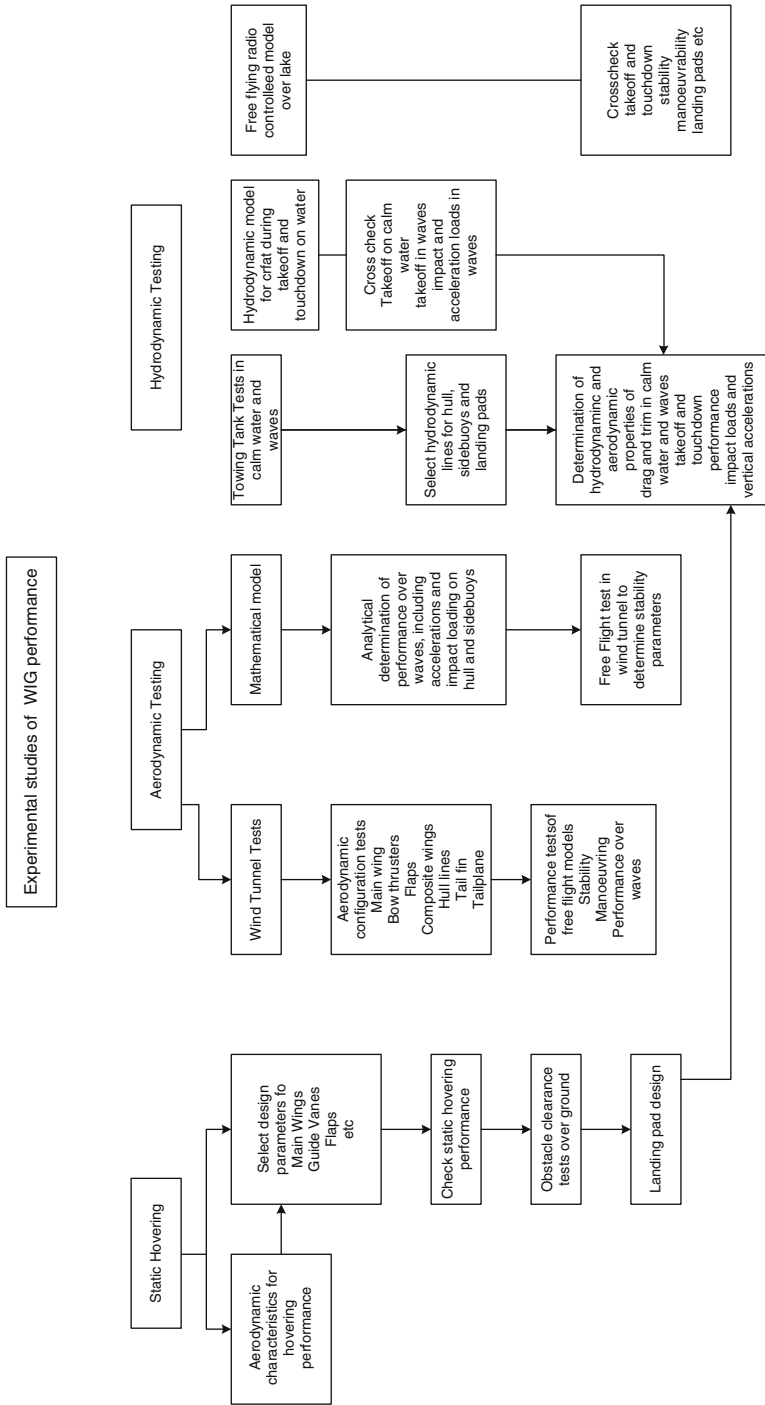 Experimental studies of WIG performance
Static Hovering
Aerodynamic
characteristics for
hovering
performance
Select design
parameters fo
Main Wings
Guide Vanes
Flaps
etc
Check static hovering
performance
Obstacle clearance
tests over ground
Landing pad design
Aerodynamic Testing
Wind Tunnel Tests
Aerodynamic
configuration tests
Main wing
Bow thrusters
Flaps
Composite wings
Hull lines
Tail fin
Tailplane
Performance testsof
free flight models
Stability
Manoeuvring
Performance over
waves
Mathematical model
Analytical
determination of
performance over
waves, including
accelerations and
impact loading on
hull and sidebuoys
Free Flight test in
wind tunnel to
determine stability
parameters
Hydrodynamic Testing
Towing Tank Tests in
calm water and
waves
Select hydrodynamic
lines for hull,
sidebuoys and
landing pads
Determination of
hydrodynaminc and
aerodynamic
properties of
drag and trim in calm
water and waves
takeoff and
touchdown
performance
impact loads and
vertical accelerations
Hydrodynamic model
for crfat during
takeoff and
touchdown on water
Cross check
Takeoff on calm
water
takeoff in waves
impact and
acceleration loads in
waves
Free flying radio
controlleed model
over lake
Crosscheck
takeoff and
touchdown
stability
manoeuvrability
landing pads etc